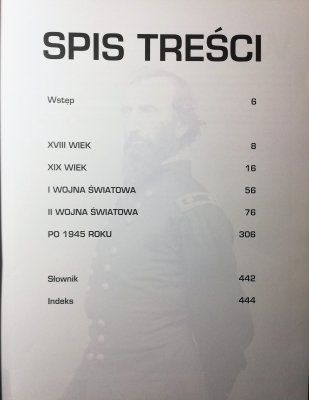 SPIS TREŚCI
Wstęp 6
XVIII WIEK 8
XIX WIEK 16
I WOJNA ŚWIATOWA 56
II WOJNA ŚWIATOWA 76
PO 1945 ROKU 306
Słownik 442
Indeks 444